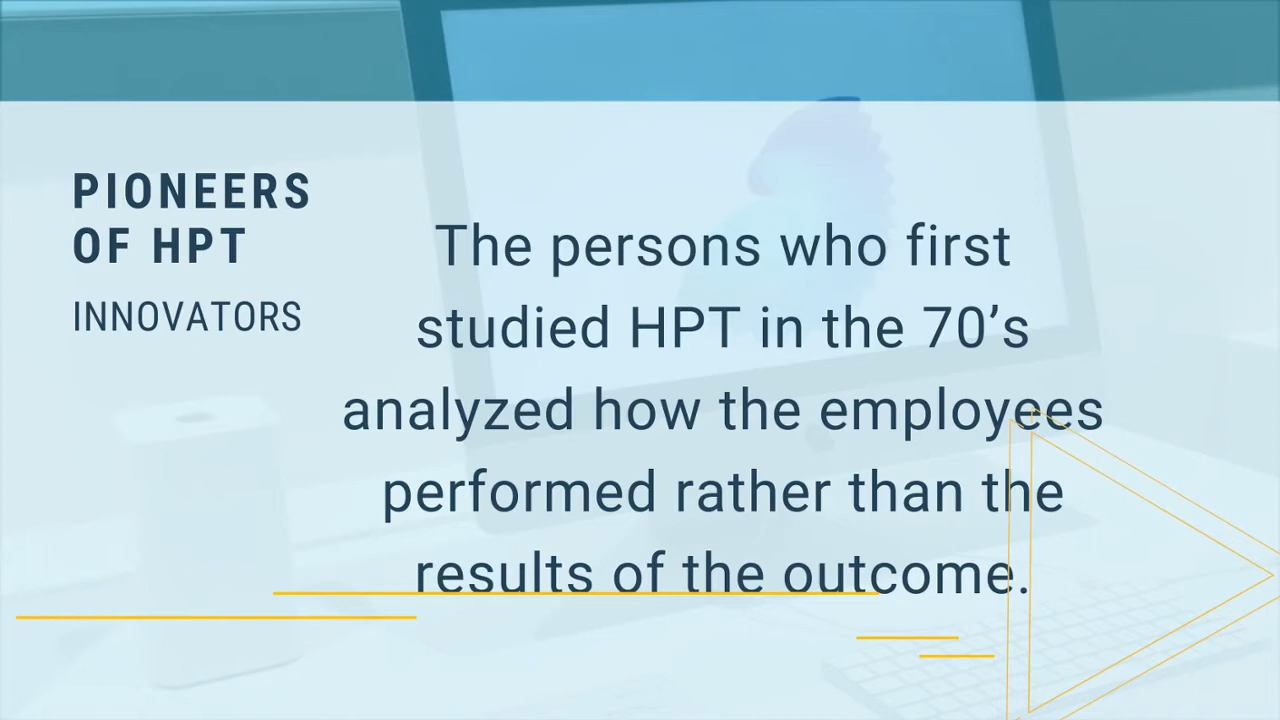 PIONEERS
OF HPT
INNOVATORS
The persons who first
studied HPT in the 70’s
analyzed how the employees
performed rather than the
results of the outcome.